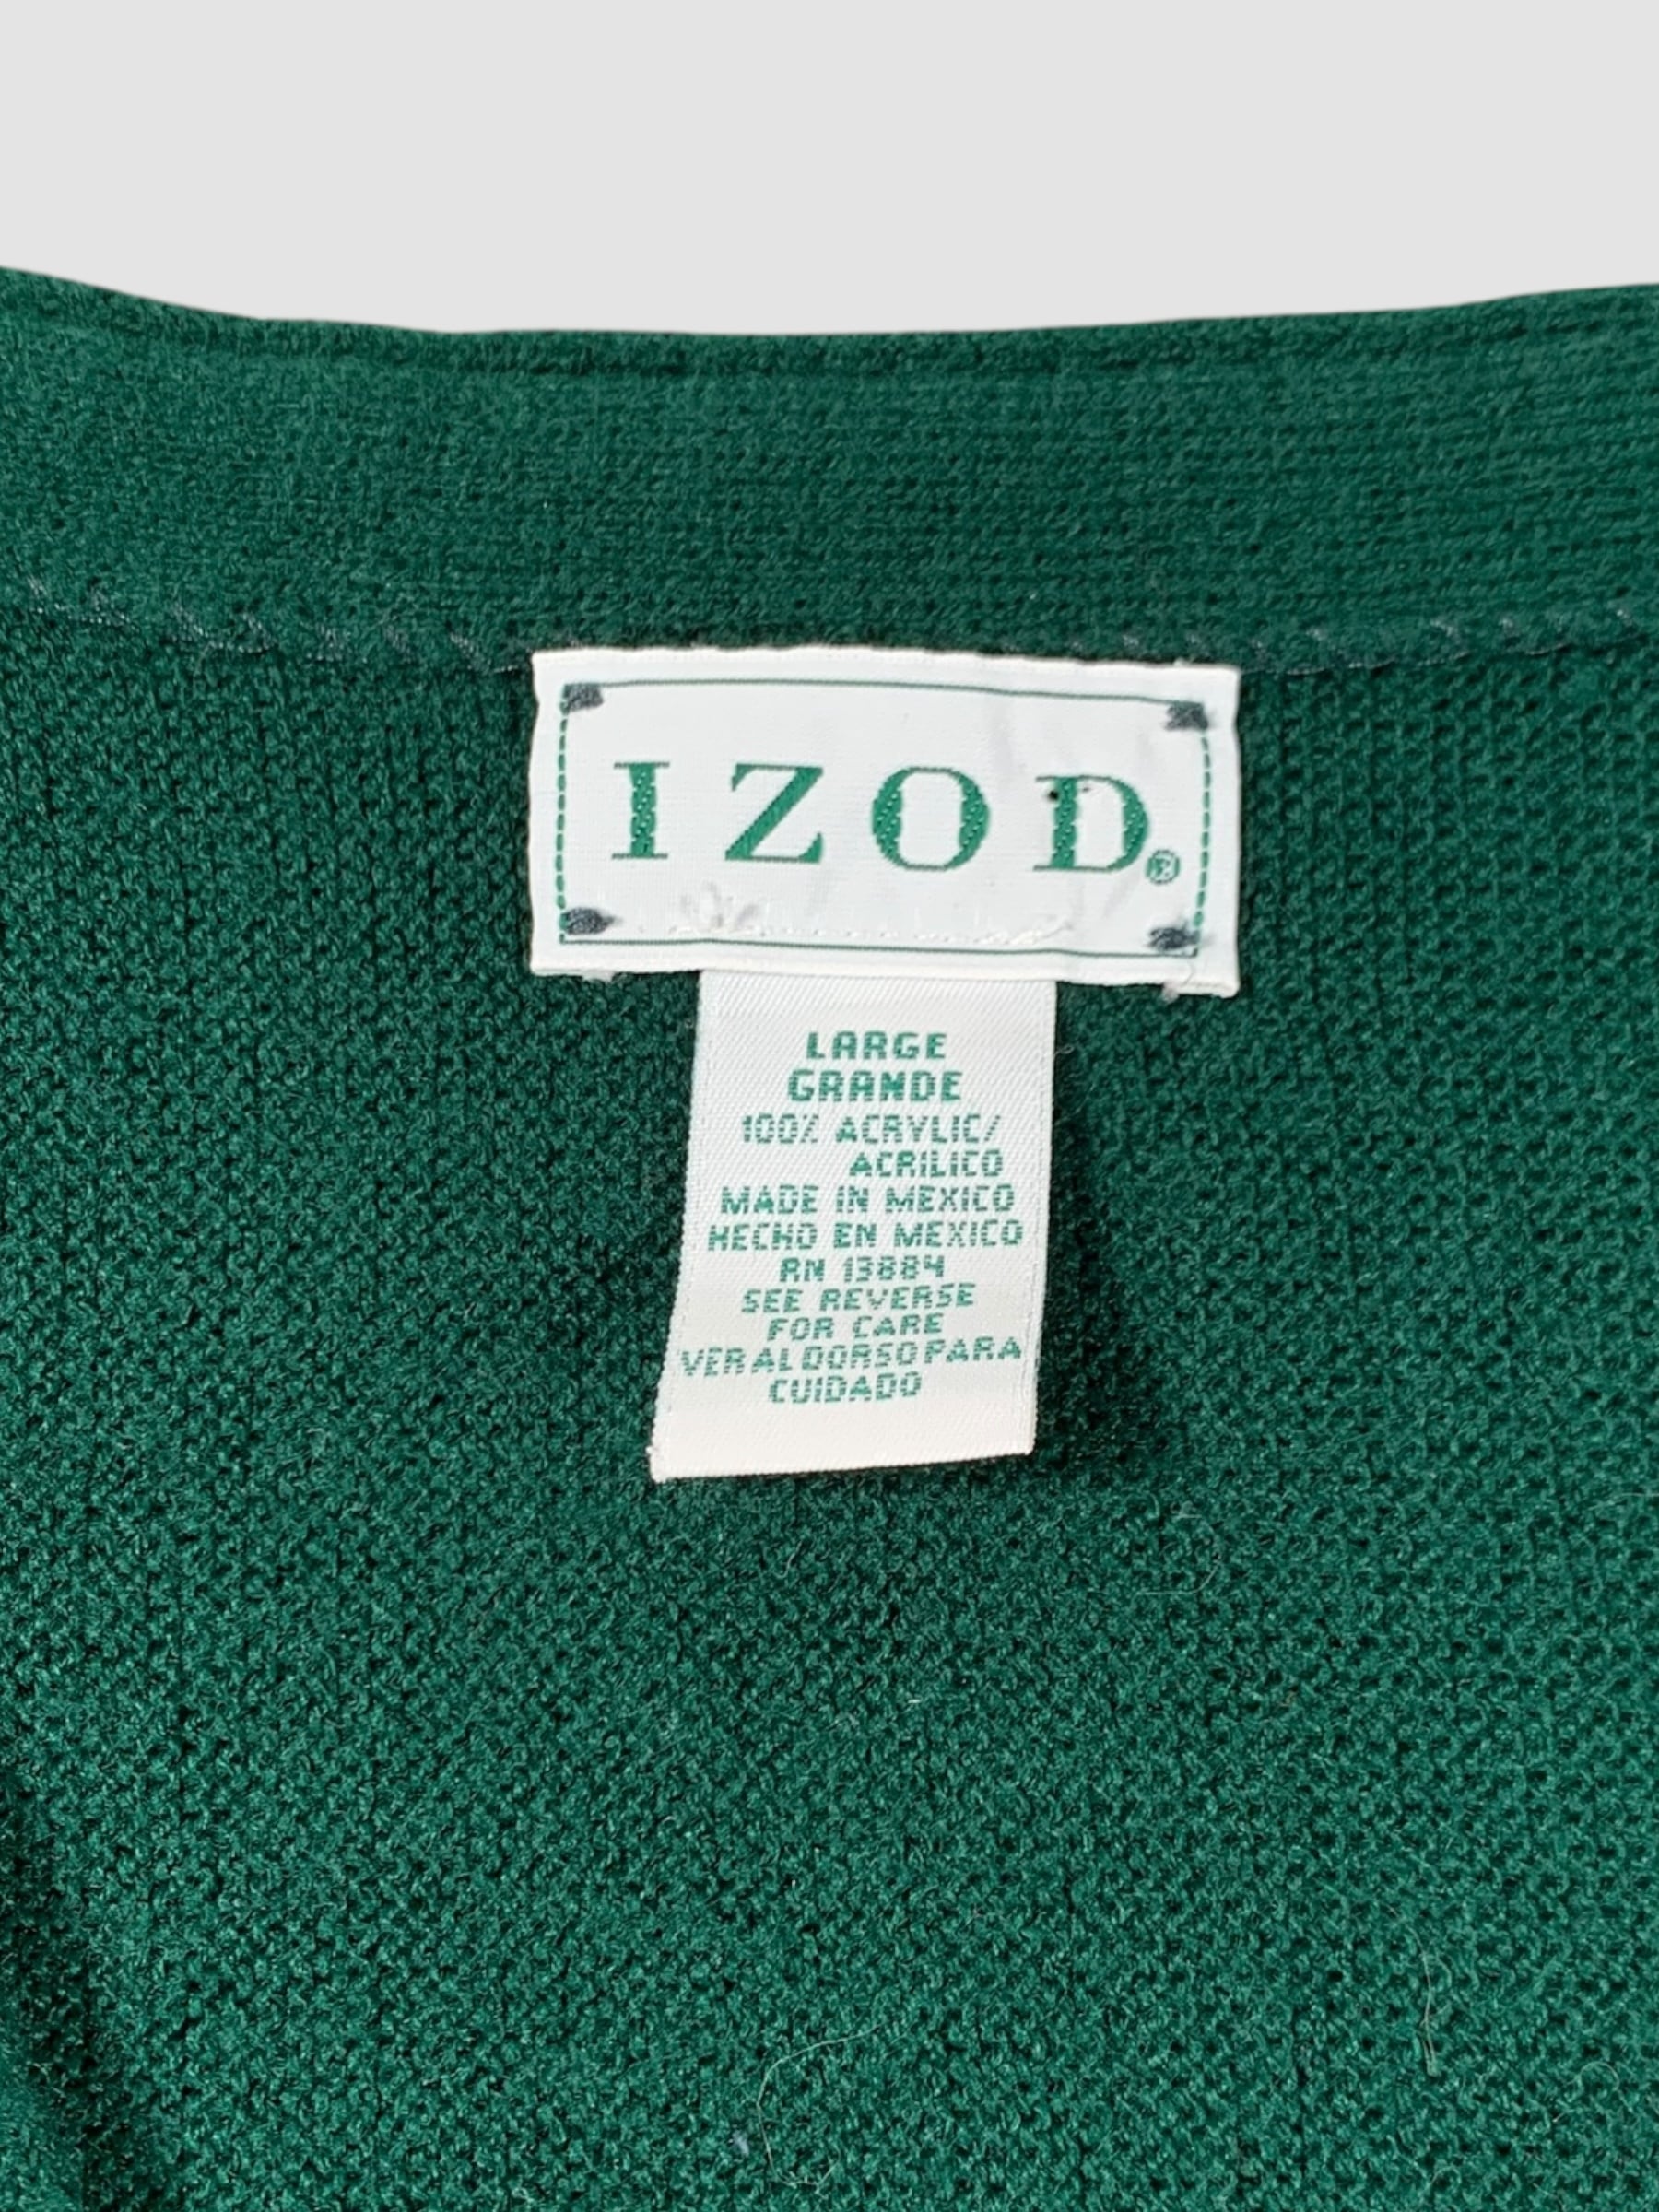 IZOD®
LARGE
GRANDE
100% ACRYLIC/
ACRILICO
MADE IN MEXICO
HECHO EN MEXICO
RN 13884
SEE REVERSE
FOR CARE
VER AL DORSO PARA
CUIDADO